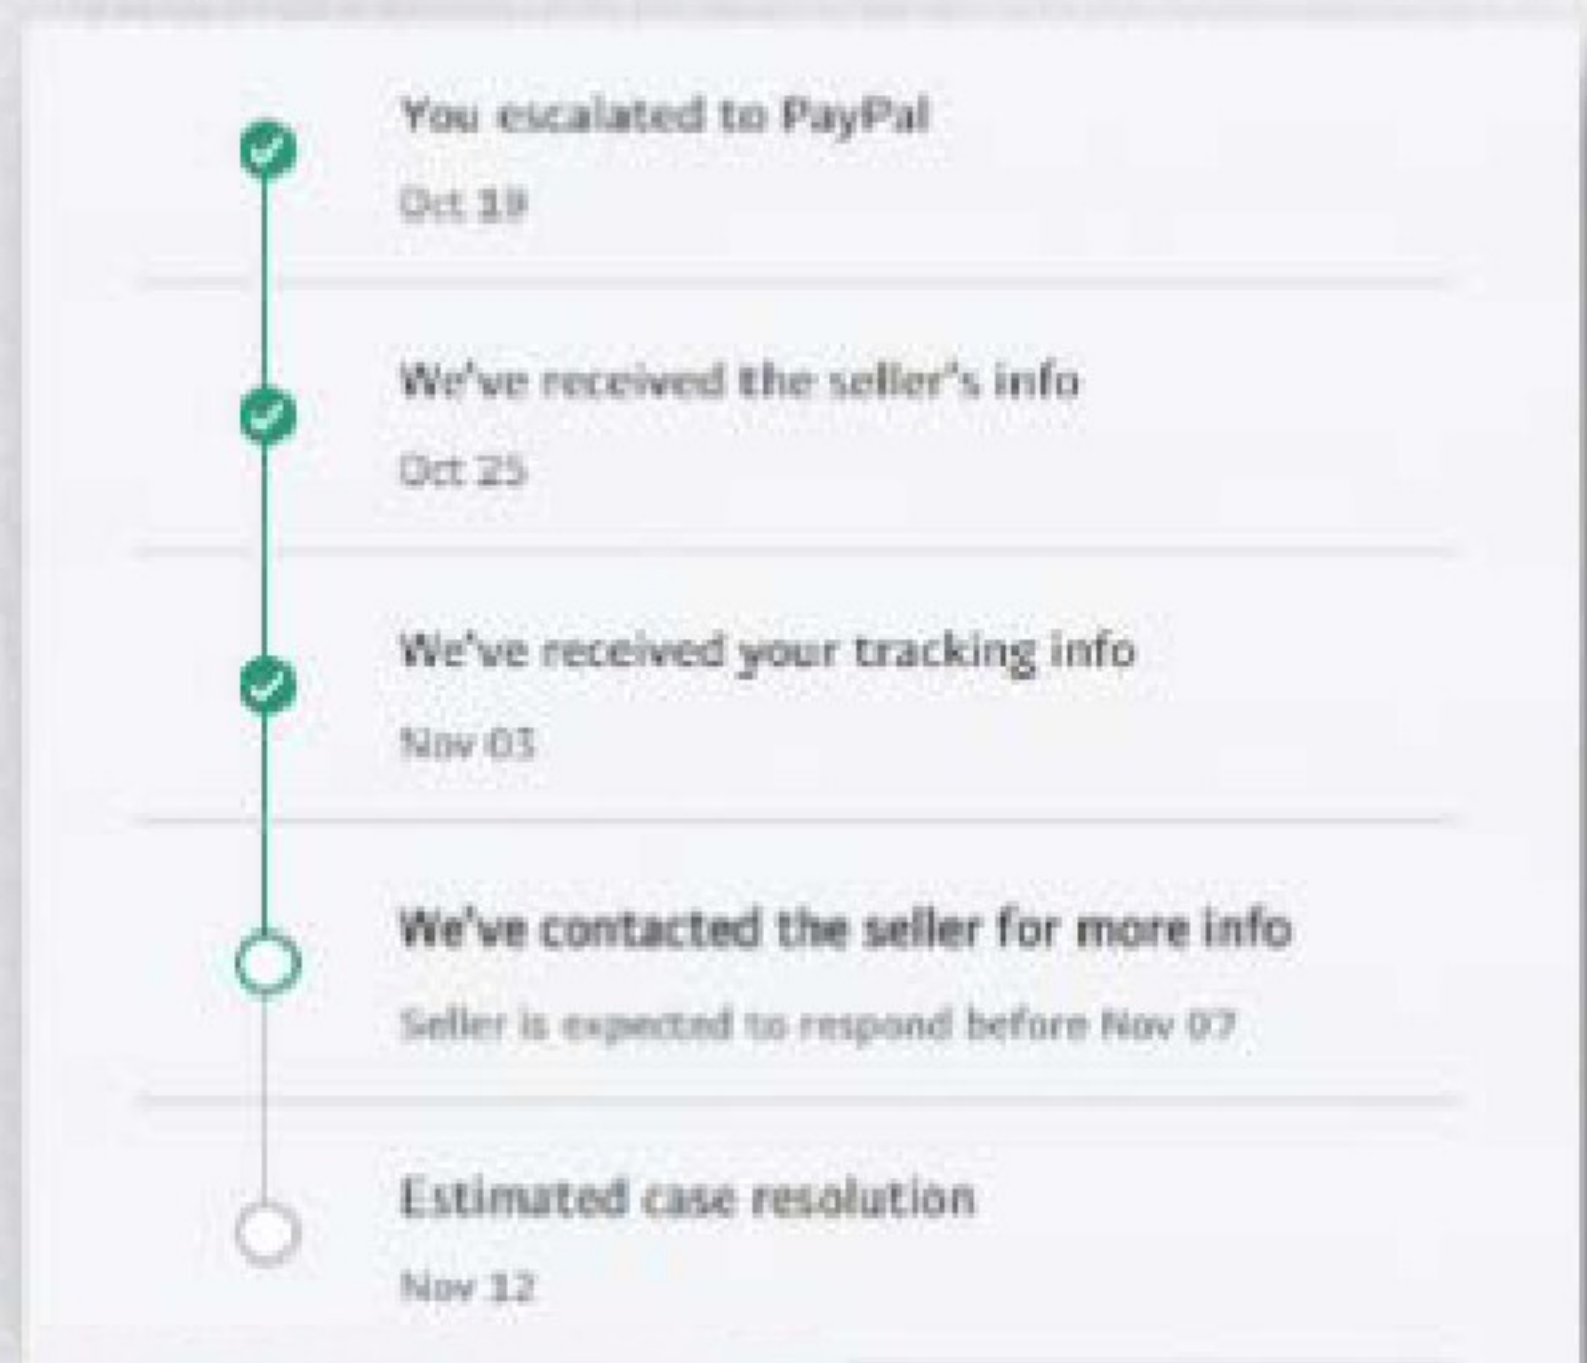 You escalated to PayPal
Oct 19
We've received the seller's info
Oct 25
We've received your tracking info
Nov 03
We've contacted the seller for more info
Seller is expected to respond before Nov 07
Estimated case resolution
Nov 12